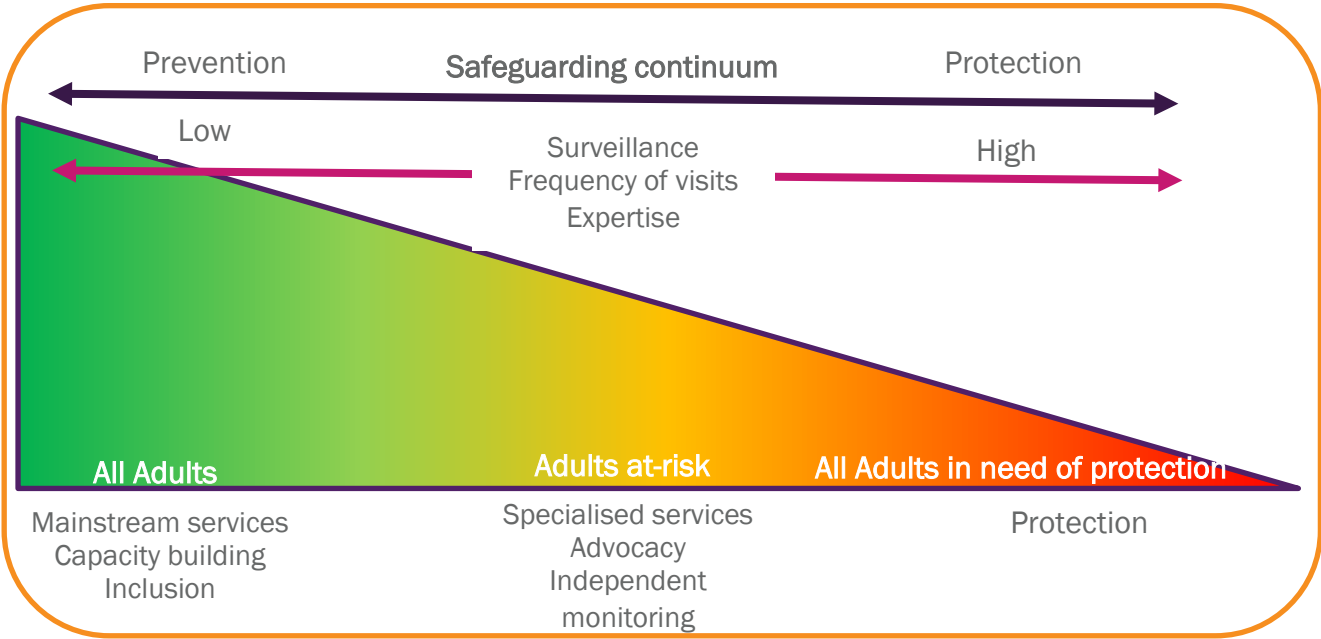 Prevention
Safeguarding continuum
Protection
Low
Surveillance
Frequency of visits
Expertise
High
All Adults
Adults at-risk
All Adults in need of protection
Mainstream services
Capacity building
Inclusion
Specialised services
Advocacy
Independent
monitoring
Protection